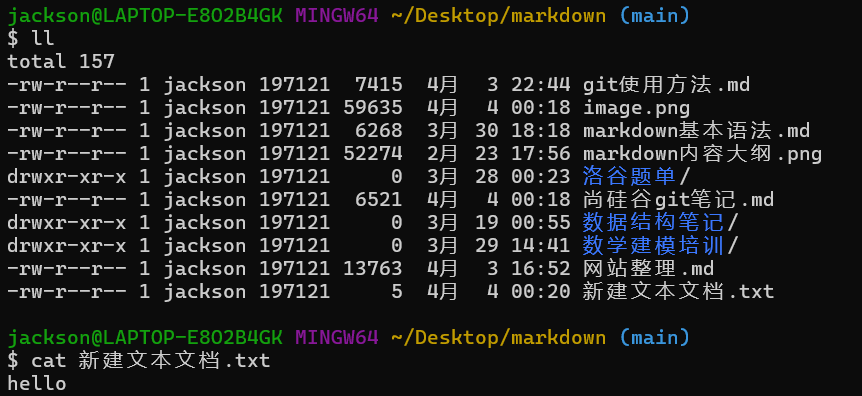 jackson@LAPTOP-E802B4GK MINGW64 ~/Desktop/markdown (main)
$ ll
total 157
-rw-r--r-- 1 jackson 197121  7415  4月   3 22:44 git使用方法.md
-rw-r--r-- 1 jackson 197121 59635  4月   4 00:18 image.png
-rw-r--r-- 1 jackson 197121  6268  3月  30 18:18 markdown基本语法.md
-rw-r--r-- 1 jackson 197121 52274  2月  23 17:56 markdown内容大纲.png
drwxr-xr-x 1 jackson 197121     0  3月  28 00:23 洛谷题单/
-rw-r--r-- 1 jackson 197121  6521  4月   4 00:18 尚硅谷git笔记.md
drwxr-xr-x 1 jackson 197121     0  3月  19 00:55 数据结构笔记/
drwxr-xr-x 1 jackson 197121     0  3月  29 14:41 数学建模培训/
-rw-r--r-- 1 jackson 197121 13763  4月   3 16:52 网站整理.md
-rw-r--r-- 1 jackson 197121     5  4月   4 00:20 新建文本文档.txt
jackson@LAPTOP-E802B4GK MINGW64 ~/Desktop/markdown (main)
$ cat 新建文本文档.txt
hello